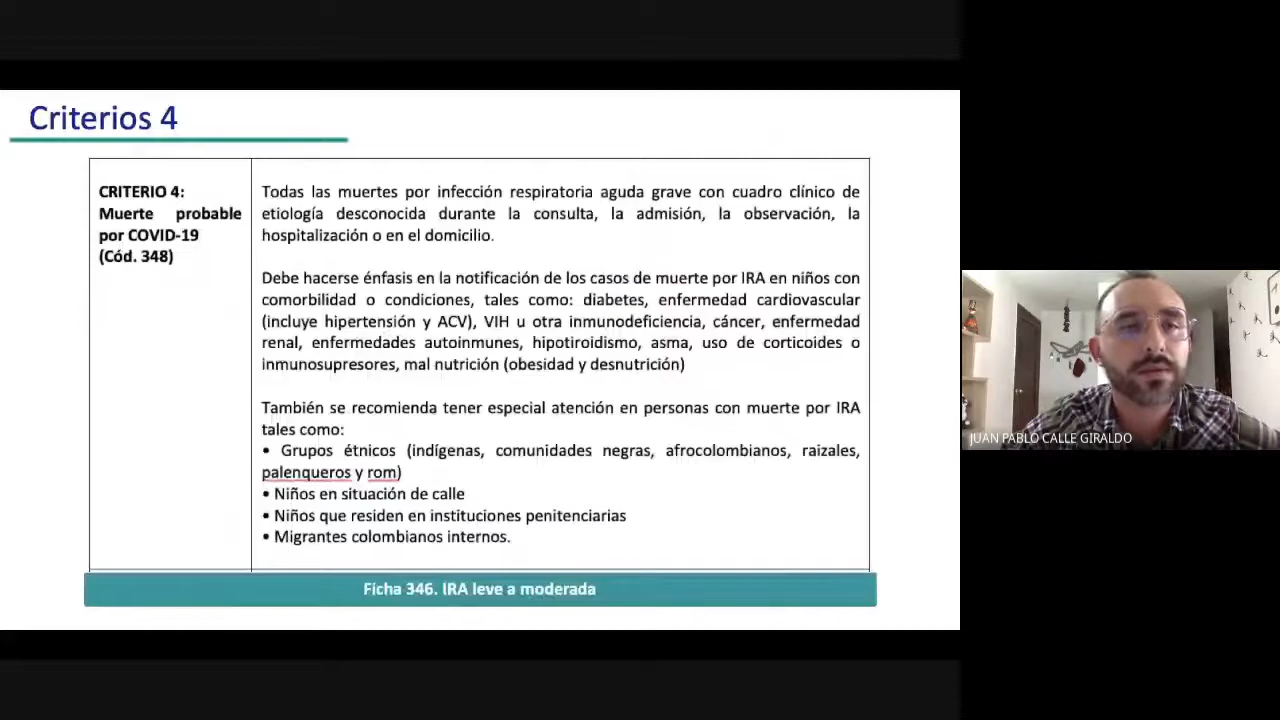 Criterios 4
CRITERIO 4:
Muerte probable
por COVID-19
(Cód. 348)
Todas las muertes por infección respiratoria aguda grave con cuadro clínico de
etiología desconocida durante la consulta, la admisión, la observación, la
hospitalización o en el domicilio.
Debe hacerse énfasis en la notificación de los casos de muerte por IRA en niños con
comorbilidad o condiciones, tales como: diabetes, enfermedad cardiovascular
(incluye hipertensión y ACV), VIH u otra inmunodeficiencia, cáncer, enfermedad
renal, enfermedades autoinmunes, hipotiroidismo, asma, uso de corticoides o
inmunosupresores, mal nutrición (obesidad y desnutrición)
También se recomienda tener especial atención en personas con muerte por IRA
tales como:
• Grupos étnicos (indígenas, comunidades negras, afrocolombianos, raizales,
palenqueros y rom)
• Niños en situación de calle
• Niños que residen en instituciones penitenciarias
• Migrantes colombianos internos.
Ficha 346. IRA leve a moderada
JUAN PABLO CALLE GIRALDO